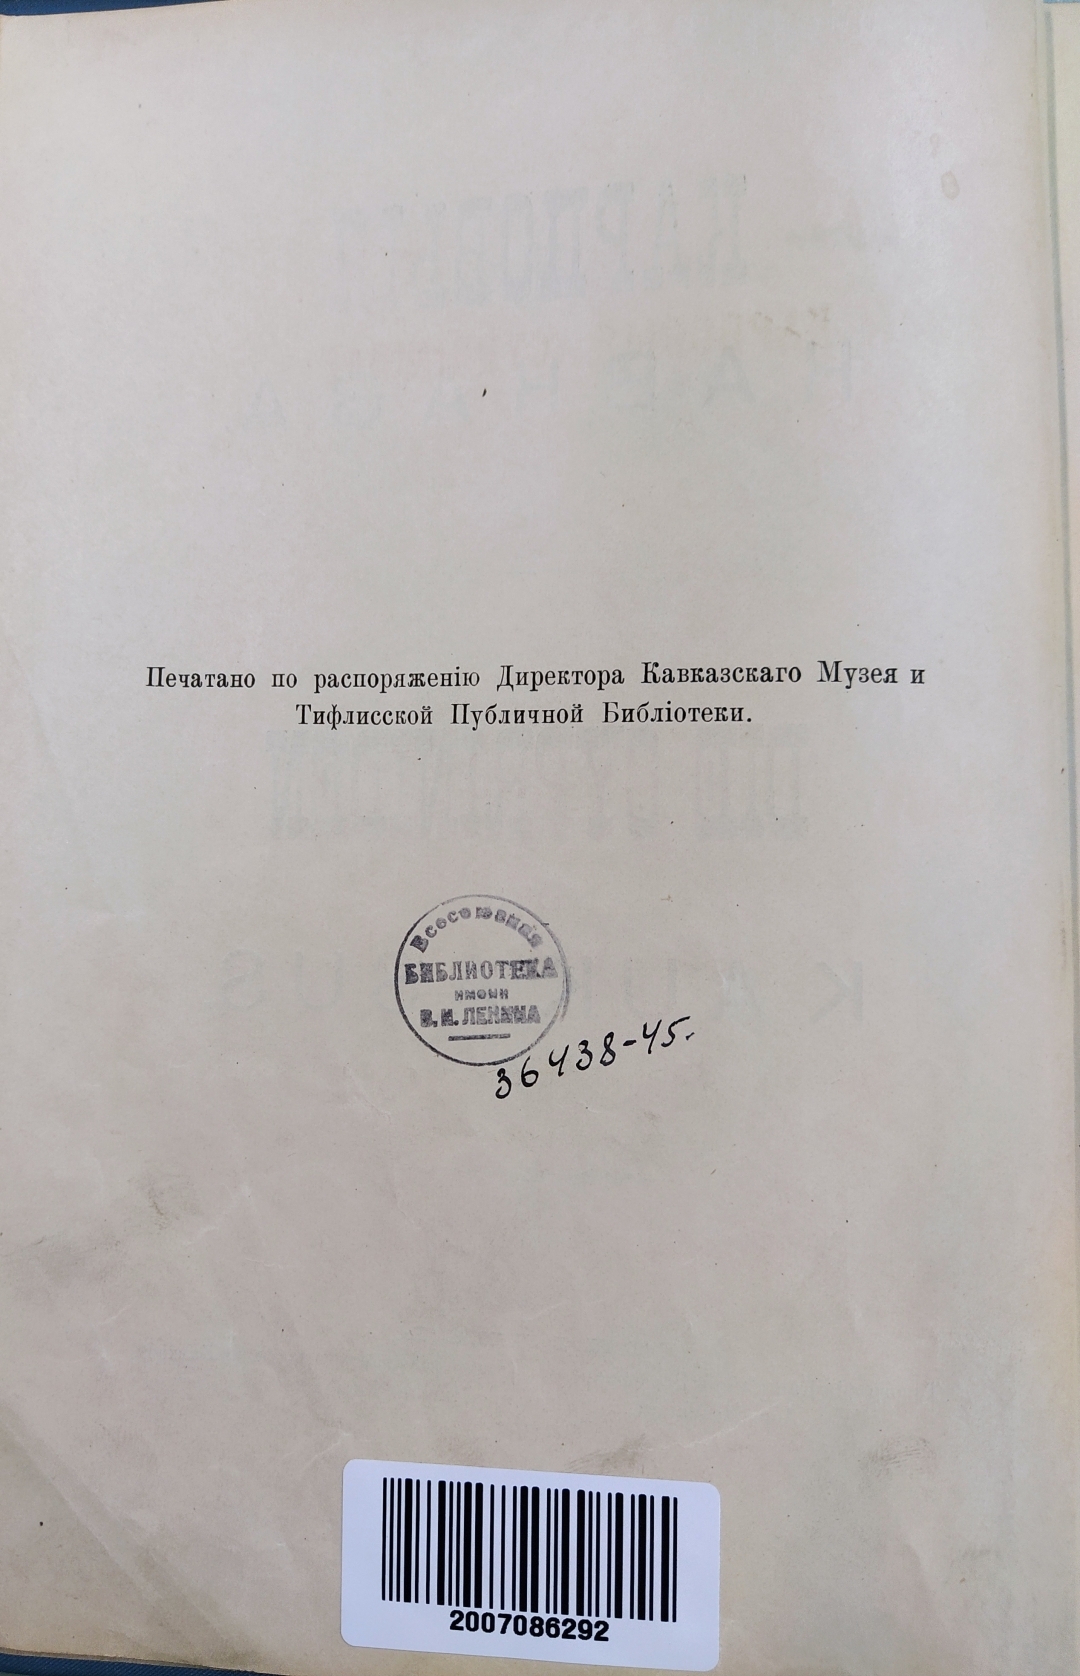 Печатано по распоряженію Директора Кавказскаго Музея и
Тифлисской Публичной Библіотеки.
Всесоюзная
БИБЛИОТЕКА
ИМЕНИ
В. И. ЛЕНИНА
36438-45.
2007086292